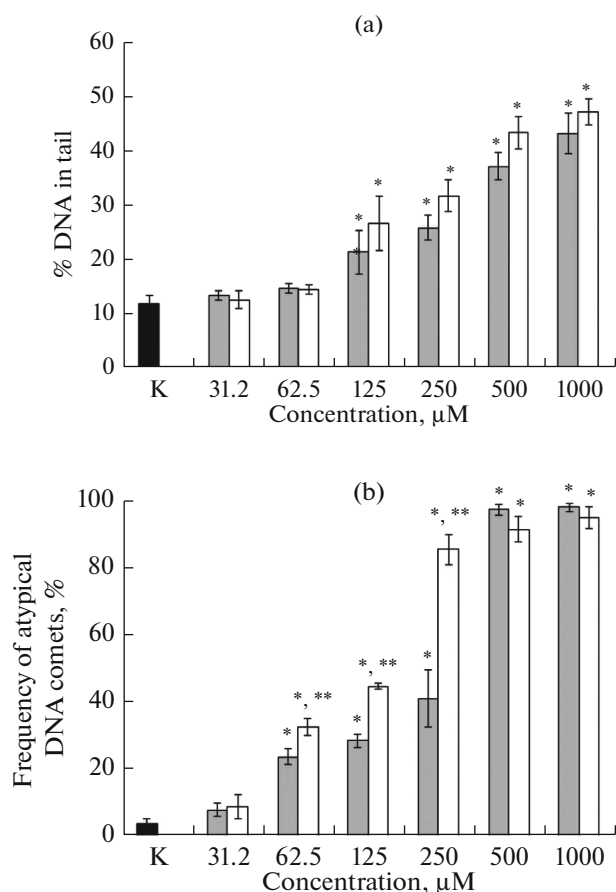 (a)
% DNA in tail
60
50
40
30
20
10
0
* * * * * * * * *
K 31.2 62.5 125 250 500 1000
Concentration, μM
(b)
Frequency of atypical
DNA comets, %
100
80
60
40
20
0
* *, ** * *, ** * *, ** * * * *
K 31.2 62.5 125 250 500 1000
Concentration, μM